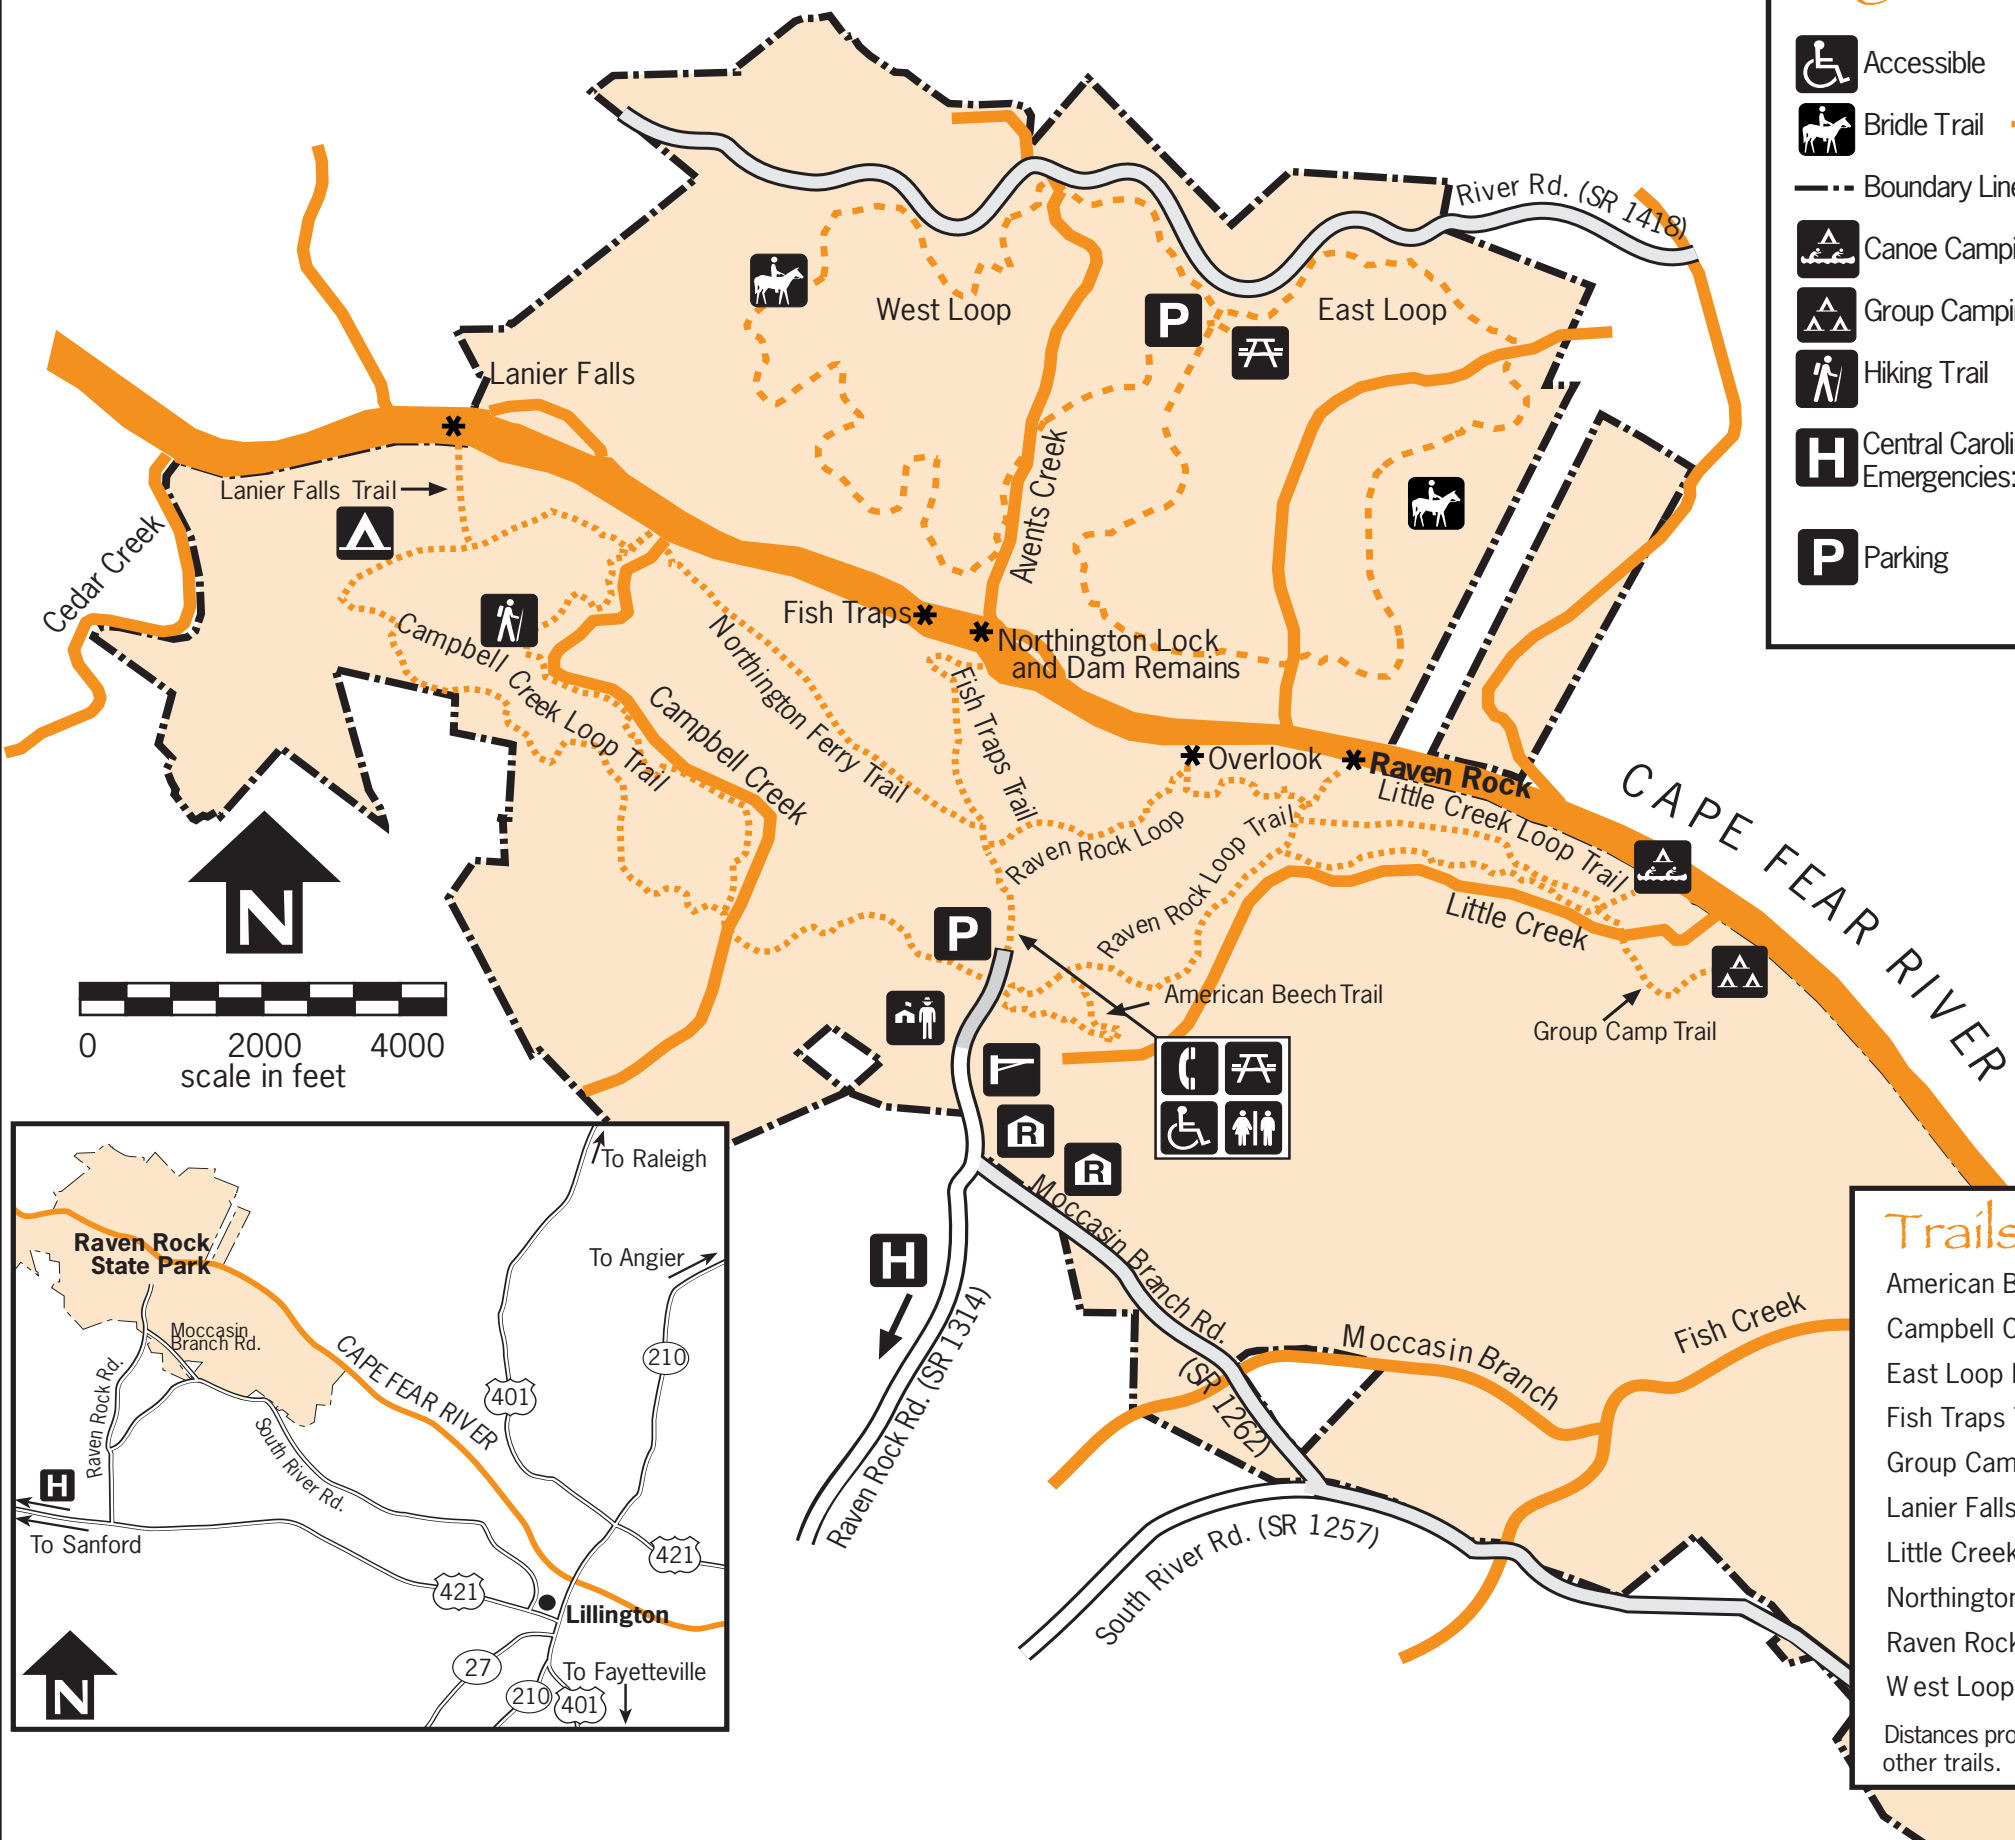 Accessible
Bridle Trail
Boundary Line
Canoe Campi
Group Campi
Hiking Trail
H
Central Caroli
Emergencies:
P
Parking
River Rd. (SR 1418)
West Loop
East Loop
P
Lanier Falls
Lanier Falls Trail
Cedar Creek
Avents Creek
Fish Traps
Northington Lock
and Dam Remains
Campbell Creek Loop Trail
Campbell Creek
Northington Ferry Trail
Fish Traps Trail
Overlook
Raven Rock
Little Creek Loop Trail
CAPE FEAR RIVER
Raven Rock Loop
Raven Rock Loop Trail
Little Creek
P
American Beech Trail
Group Camp Trail
N
0 2000 4000
scale in feet
R
R
H
Moccasin Branch Rd.
(SR 1262)
Raven Rock Rd. (SR 1314)
Moccasin Branch
Fish Creek
South River Rd. (SR 1257)
To Raleigh
To Angier
Raven Rock
State Park
Moccasin
Branch Rd.
Raven Rock Rd.
CAPE FEAR RIVER
South River Rd.
210
401
H
To Sanford
421
421
Lillington
27
210
401
To Fayetteville
N
Trails
American B
Campbell C
East Loop
Fish Traps
Group Cam
Lanier Falls
Little Creek
Northington
Raven Rock
West Loop
Distances pro
other trails.